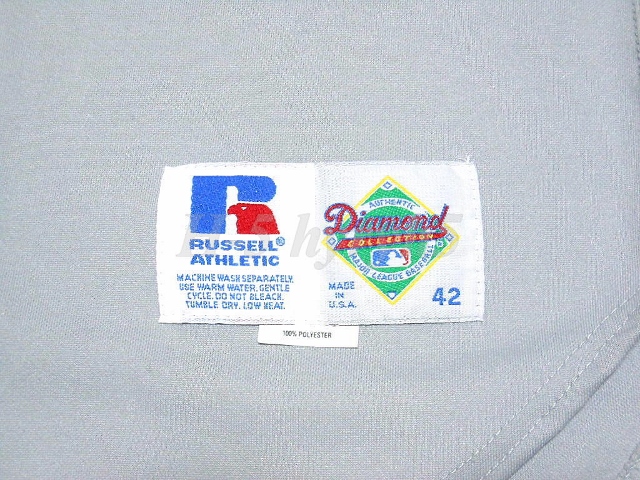 RUSSELL®
ATHLETIC
MACHINE WASH SEPARATELY.
USE WARM WATER. GENTLE
CYCLE. DO NOT BLEACH.
TUMBLE DRY. LOW HEAT.
AUTHENTIC
Diamond
COLLECTION
MAJOR LEAGUE BASEBALL
MADE
IN
U.S.A.
42
100% POLYESTER